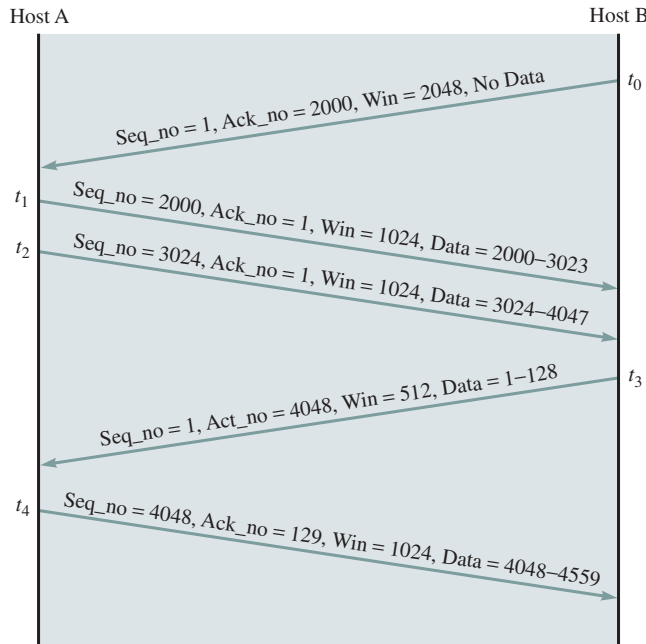 Host A
Host B
t0
Seq_no = 1, Ack_no = 2000, Win = 2048, No Data
t1
Seq_no = 2000, Ack_no = 1, Win = 1024, Data = 2000–3023
t2
Seq_no = 3024, Ack_no = 1, Win = 1024, Data = 3024–4047
t3
Seq_no = 1, Act_no = 4048, Win = 512, Data = 1–128
t4
Seq_no = 4048, Ack_no = 129, Win = 1024, Data = 4048–4559